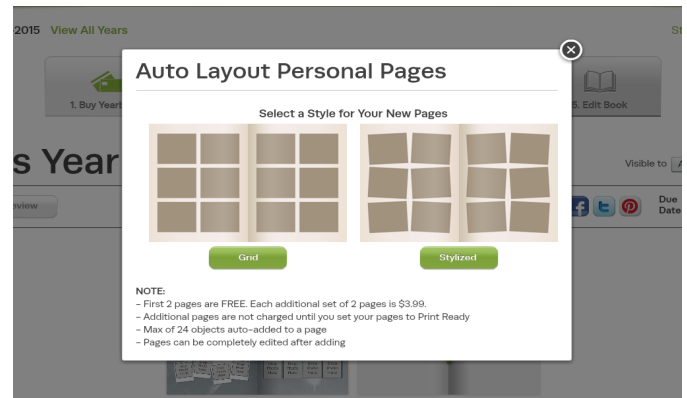 2015 View All Years
St
Auto Layout Personal Pages
1. Buy Yearb
5. Edit Book
Select a Style for Your New Pages
s Year
Visible to A
eview
Due
Date
Grid
Stylized
NOTE:
- First 2 pages are FREE. Each additional set of 2 pages is $3.99.
- Additional pages are not charged until you set your pages to Print Ready
- Max of 24 objects auto-added to a page
- Pages can be completely edited after adding